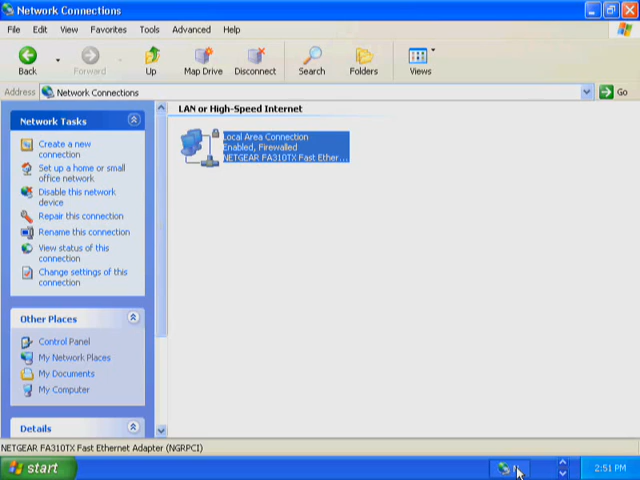 Network Connections
File Edit View Favorites Tools Advanced Help
Back Forward Up Map Drive Disconnect Search Folders Views
Address Network Connections Go
Network Tasks
Create a new
connection
Set up a home or small
office network
Disable this network
device
Repair this connection
Rename this connection
View status of this
connection
Change settings of this
connection
Other Places
Control Panel
My Network Places
My Documents
My Computer
Details
LAN or High-Speed Internet
Local Area Connection
Enabled, Firewalled
NETGEAR FA310TX Fast Ether...
NETGEAR FA310TX Fast Ethernet Adapter (NGRPCI)
start 2:51 PM